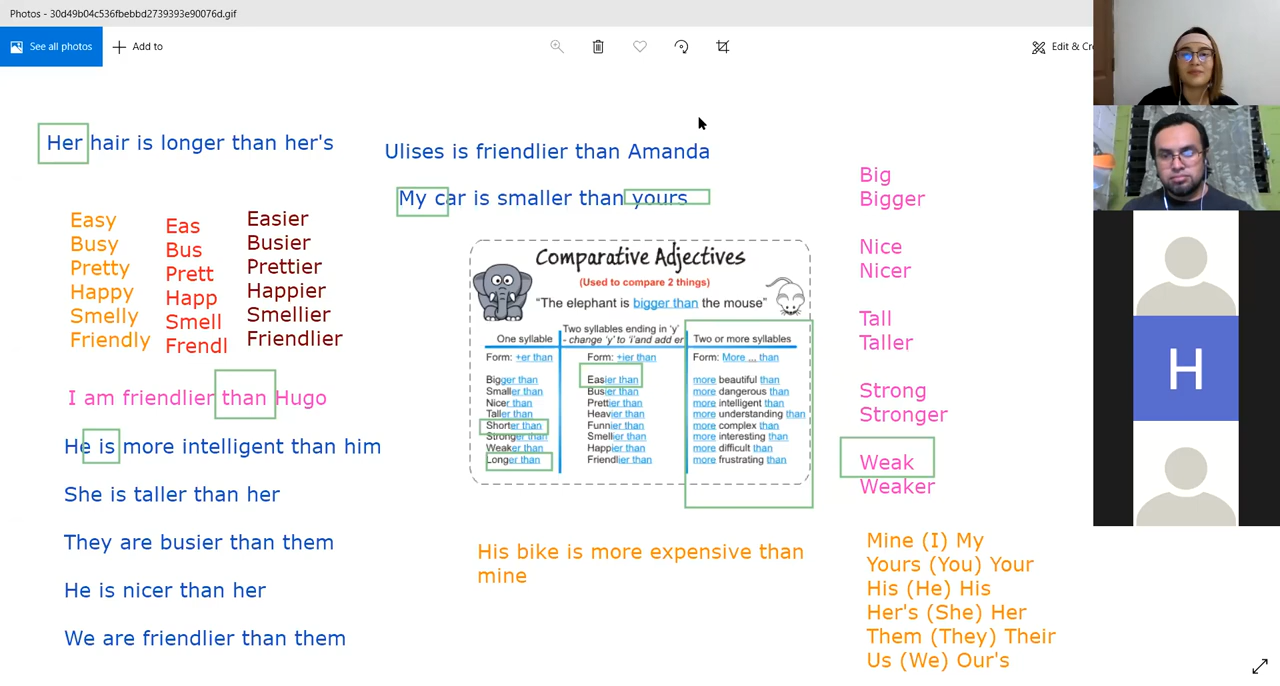 Photos - 30d49b04c536fbebbd2739393e90076d.gif
See all photos
Add to
Edit & Cr
Her hair is longer than her's
Easy
Busy
Pretty
Happy
Smelly
Friendly
Eas
Bus
Prett
Happ
Smell
Frendl
Easier
Busier
Prettier
Happier
Smellier
Friendlier
I am friendlier than Hugo
He is more intelligent than him
She is taller than her
They are busier than them
He is nicer than her
We are friendlier than them
Ulises is friendlier than Amanda
My car is smaller than yours
Comparative Adjectives
(Used to compare 2 things)
“The elephant is bigger than the mouse”
One syllable
Form: +er than
Bigger than
Smaller than
Nicer than
Taller than
Shorter than
Stronger than
Weaker than
Longer than
Two syllables ending in 'y'
- change 'y' to 'i'and add er
Form: +ier than
Easier than
Busier than
Prettier than
Heavier than
Funnier than
Smellier than
Happier than
Friendlier than
Two or more syllables
Form: More ... than
more beautiful than
more dangerous than
more intelligent than
more understanding than
more complex than
more interesting than
more difficult than
more frustrating than
His bike is more expensive than
mine
Big
Bigger
Nice
Nicer
Tall
Taller
Strong
Stronger
Weak
Weaker
Mine (I) My
Yours (You) Your
His (He) His
Her's (She) Her
Them (They) Their
Us (We) Our's
H